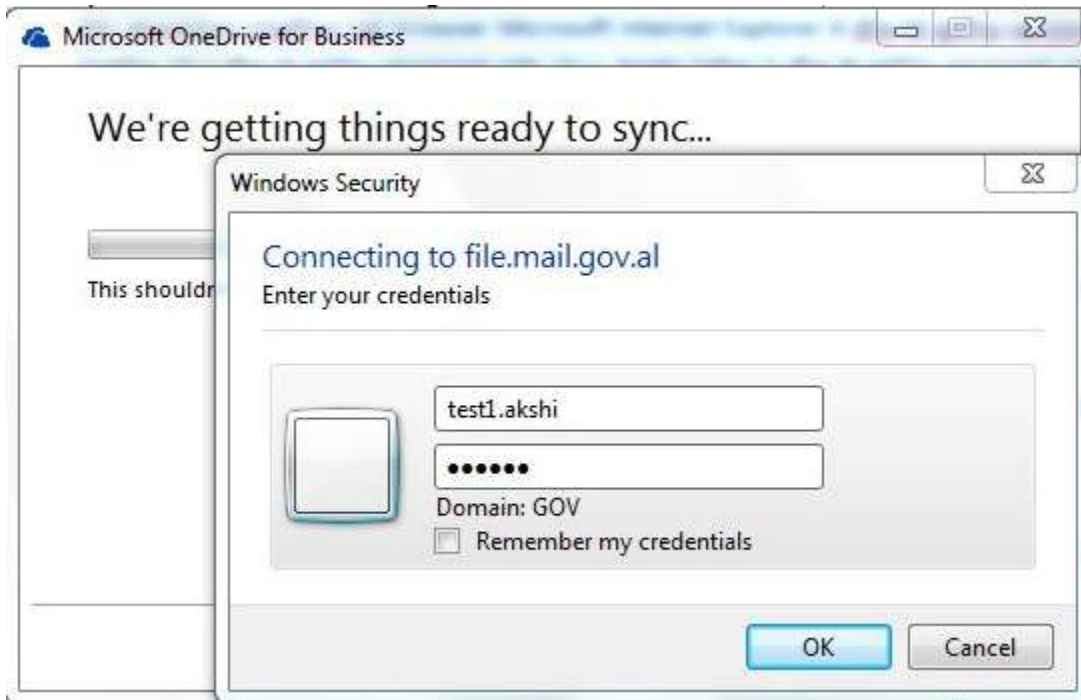 Microsoft OneDrive for Business
We're getting things ready to sync...
This shouldn
Windows Security
Connecting to file.mail.gov.al
Enter your credentials
test1.akshi
••••••
Domain: GOV
Remember my credentials
OK
Cancel